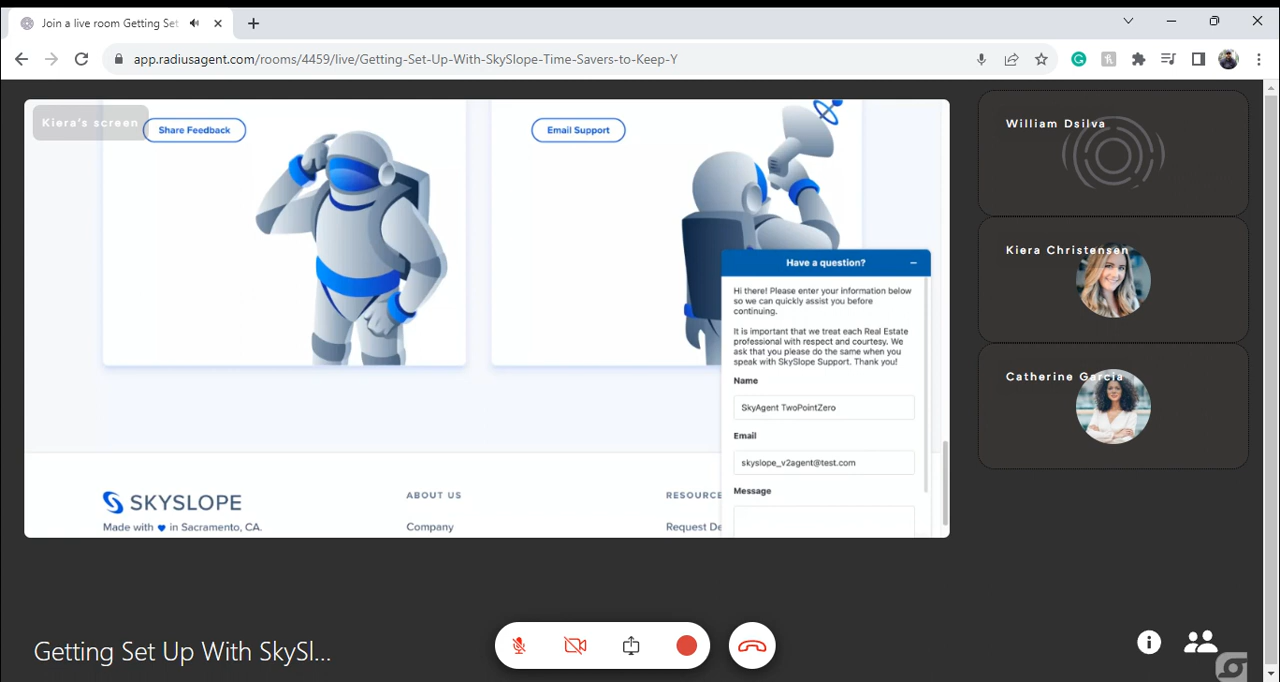 Join a live room Getting Set
app.radiusagent.com/rooms/4459/live/Getting-Set-Up-With-SkySlope-Time-Savers-to-Keep-Y
Kiera's screen
Share Feedback
Email Support
Have a question?
Hi there! Please enter your information below
so we can quickly assist you before
continuing.
It is important that we treat each Real Estate
professional with respect and courtesy. We
ask that you please do the same when you
speak with SkySlope Support. Thank you!
Name
SkyAgent TwoPointZero
Email
skyslope_v2agent@test.com
Message
SKYSLOPE
Made with in Sacramento, CA.
ABOUT US
Company
RESOURCE
Request De
William Dsilva
Kiera Christensen
Catherine Garcia
Getting Set Up With SkySl...